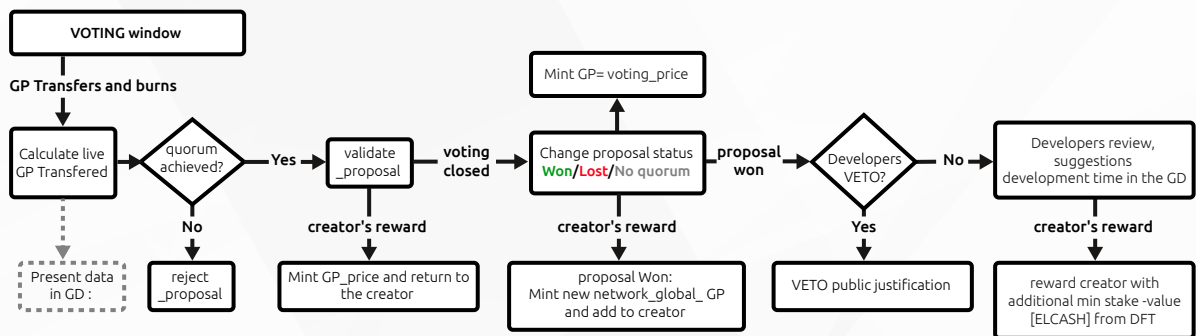 VOTING window
GP Transfers and burns
Calculate live
GP Transfered
Present data
in GD :
quorum
achieved?
Yes
No
reject
_proposal
validate
_proposal
creator's reward
Mint GP_price and return to
the creator
voting
closed
Mint GP= voting_price
Change proposal status
Won/Lost/No quorum
creator's reward
proposal Won:
Mint new network_global_ GP
and add to creator
proposal
won
Developers
VETO?
Yes
VETO public justification
No
Developers review,
suggestions
development time in the GD
creator's reward
reward creator with
additional min stake -value
[ELCASH] from DFT